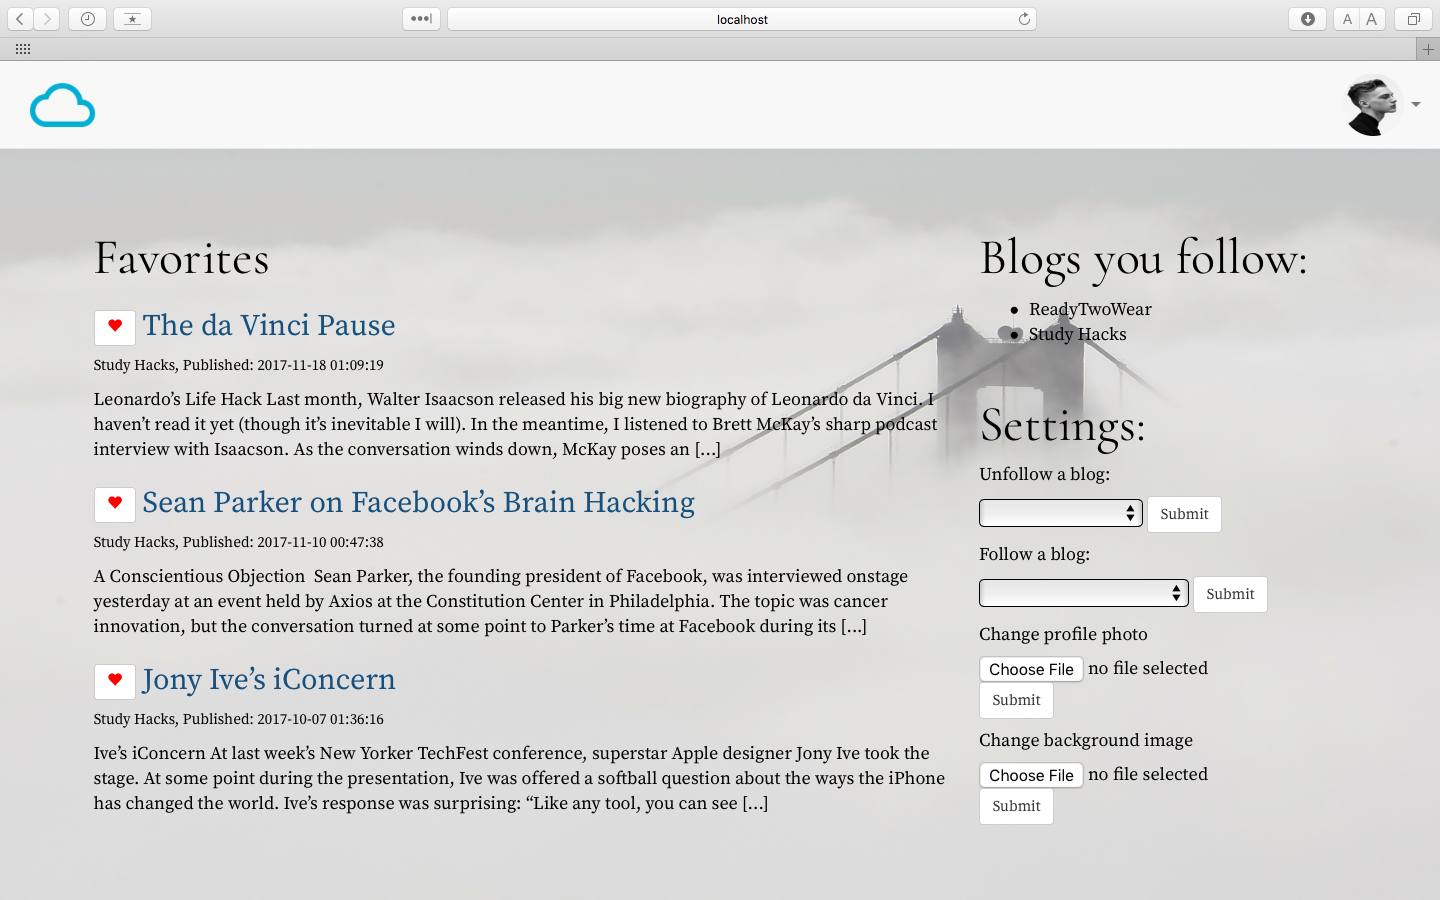 localhost
A A
Favorites
The da Vinci Pause
Study Hacks, Published: 2017-11-18 01:09:19
Leonardo’s Life Hack Last month, Walter Isaacson released his big new biography of Leonardo da Vinci. I
haven’t read it yet (though it’s inevitable I will). In the meantime, I listened to Brett McKay’s sharp podcast
interview with Isaacson. As the conversation winds down, McKay poses an […]
Sean Parker on Facebook’s Brain Hacking
Study Hacks, Published: 2017-11-10 00:47:38
A Conscientious Objection  Sean Parker, the founding president of Facebook, was interviewed onstage
yesterday at an event held by Axios at the Constitution Center in Philadelphia. The topic was cancer
innovation, but the conversation turned at some point to Parker’s time at Facebook during its […]
Jony Ive’s iConcern
Study Hacks, Published: 2017-10-07 01:36:16
Ive’s iConcern At last week’s New Yorker TechFest conference, superstar Apple designer Jony Ive took the
stage. At some point during the presentation, Ive was offered a softball question about the ways the iPhone
has changed the world. Ive’s response was surprising: “Like any tool, you can see […]
Blogs you follow:
• ReadyTwoWear
• Study Hacks
Settings:
Unfollow a blog:
Submit
Follow a blog:
Submit
Change profile photo
Choose File no file selected
Submit
Change background image
Choose File no file selected
Submit